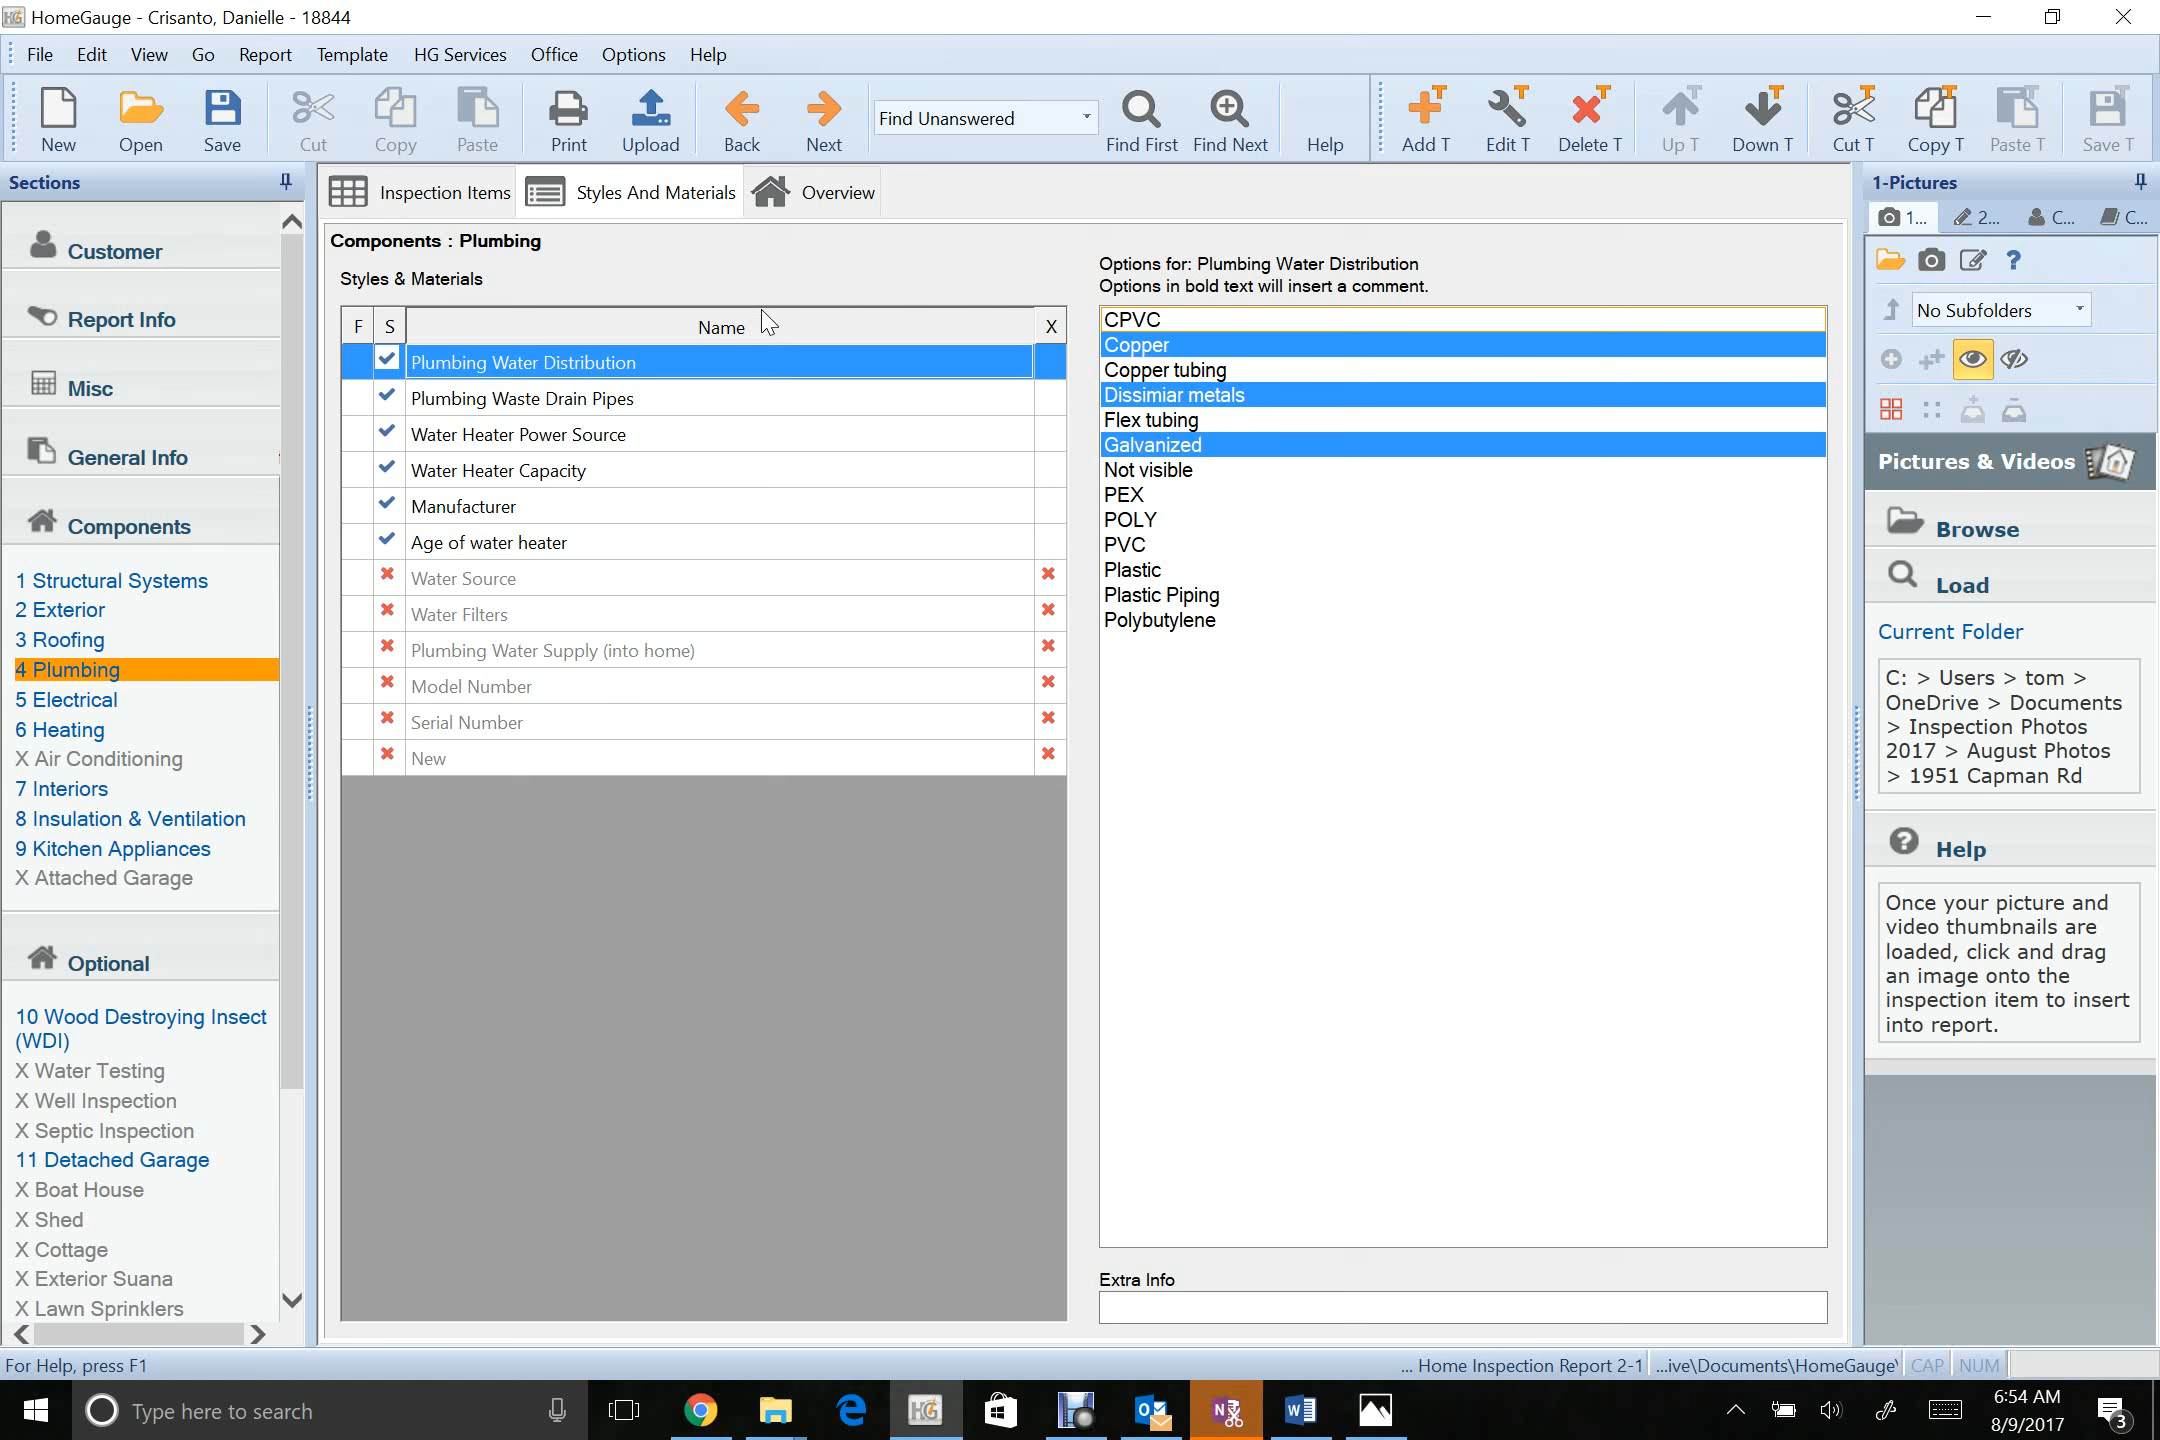 HomeGauge - Crisanto, Danielle - 18844
File Edit View Go Report Template HG Services Office Options Help
New Open Save Cut Copy Paste Print Upload Back Next Find Unanswered Find First Find Next Help Add T Edit T Delete T Up T Down T Cut T Copy T Paste T Save T
Sections
Customer
Report Info
Misc
General Info
Components
1 Structural Systems
2 Exterior
3 Roofing
4 Plumbing
5 Electrical
6 Heating
X Air Conditioning
7 Interiors
8 Insulation & Ventilation
9 Kitchen Appliances
X Attached Garage
Optional
10 Wood Destroying Insect
(WDI)
X Water Testing
X Well Inspection
X Septic Inspection
11 Detached Garage
X Boat House
X Shed
X Cottage
X Exterior Suana
X Lawn Sprinklers
Inspection Items Styles And Materials Overview
Components : Plumbing
Styles & Materials
F S Name X
Plumbing Water Distribution
Plumbing Waste Drain Pipes
Water Heater Power Source
Water Heater Capacity
Manufacturer
Age of water heater
Water Source
Water Filters
Plumbing Water Supply (into home)
Model Number
Serial Number
New
Options for: Plumbing Water Distribution
Options in bold text will insert a comment.
CPVC
Copper
Copper tubing
Dissimiar metals
Flex tubing
Galvanized
Not visible
PEX
POLY
PVC
Plastic
Plastic Piping
Polybutylene
Extra Info
1-Pictures
1... 2... C... C...
No Subfolders
Pictures & Videos
Browse
Load
Current Folder
C: > Users > tom >
OneDrive > Documents
> Inspection Photos
2017 > August Photos
> 1951 Capman Rd
Help
Once your picture and
video thumbnails are
loaded, click and drag
an image onto the
inspection item to insert
into report.
For Help, press F1
... Home Inspection Report 2-1 ...ive\Documents\HomeGauge\ CAP NUM
Type here to search
6:54 AM
8/9/2017
3